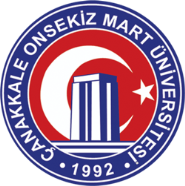 ÇANAKKALE ONSEKİZ MART ÜNİVERSİTESİ
• 1992 •